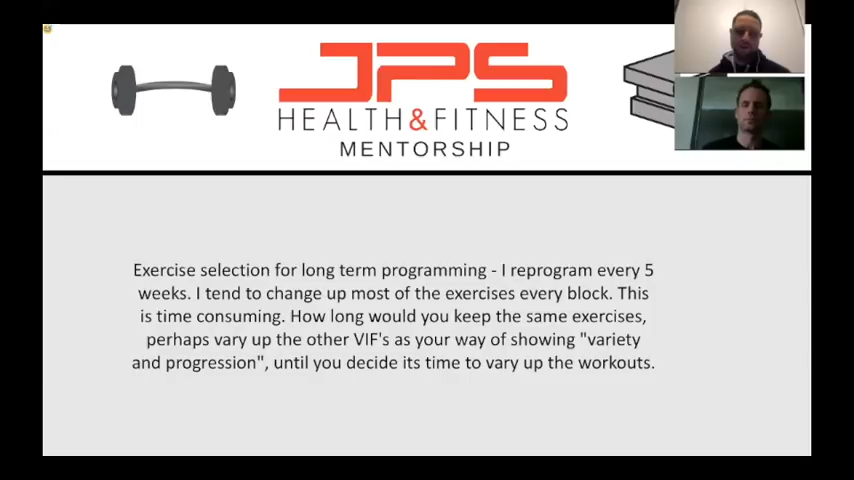 JPS
HEALTH&FITNESS
MENTORSHIP
Exercise selection for long term programming - I reprogram every 5
weeks. I tend to change up most of the exercises every block. This
is time consuming. How long would you keep the same exercises,
perhaps vary up the other VIF's as your way of showing "variety
and progression", until you decide its time to vary up the workouts.